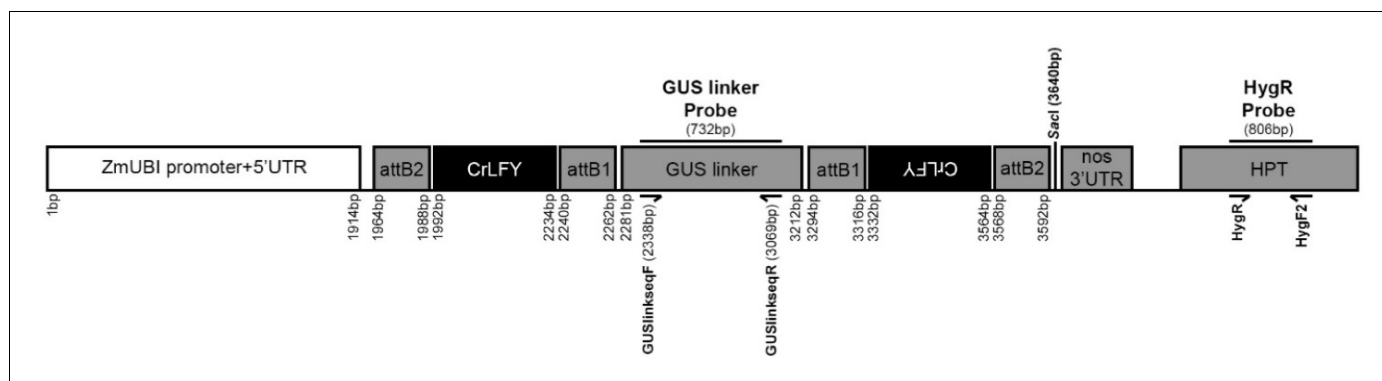 GUS linker
Probe
(732bp)
SacI (3640bp)
HygR
Probe
(806bp)
ZmUBI promoter+5'UTR
attB2
CrLFY
attB1
GUS linker
attB1
CrLFY
attB2
nos
3'UTR
HPT
1bp
1914bp
1964bp
1988bp
1992bp
2234bp
2240bp
2262bp
2281bp
GUSlinkseqF (2338bp)
GUSlinkseqR (3069bp)
3212bp
3294bp
3316bp
3332bp
3564bp
3568bp
3592bp
HygR
HygF2